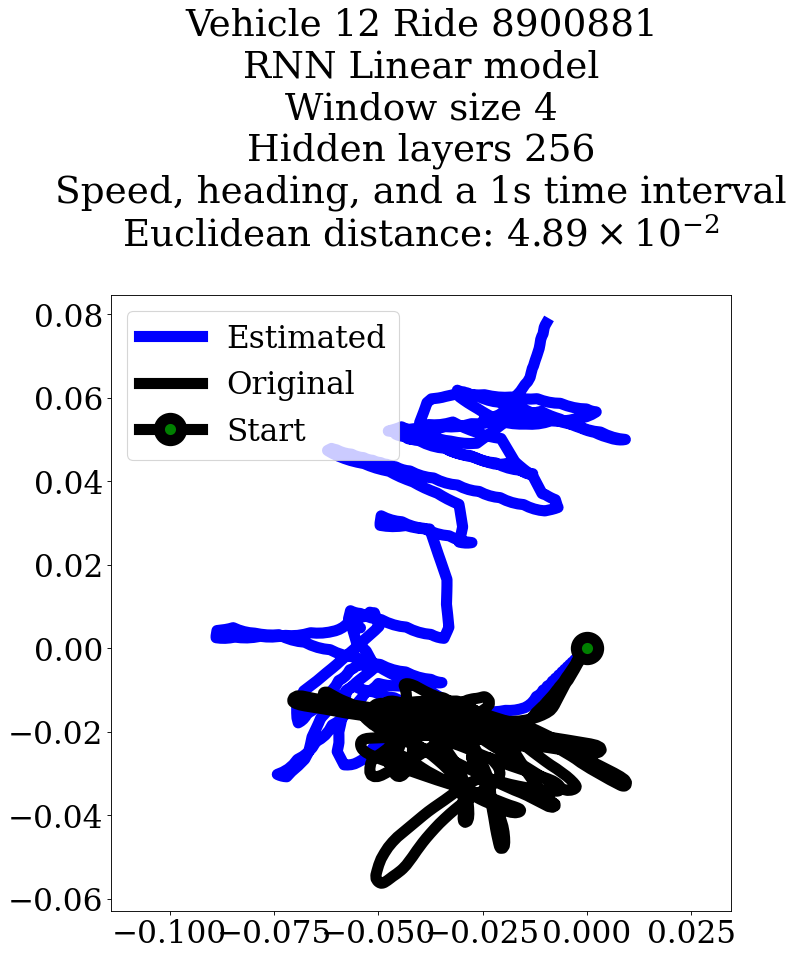 Vehicle 12 Ride 8900881
RNN Linear model
Window size 4
Hidden layers 256
Speed, heading, and a 1s time interval
Euclidean distance: 4.89 × 10⁻²
Estimated
Original
Start
0.08
0.06
0.04
0.02
0.00
−0.02
−0.04
−0.06
−0.100 −0.075 −0.050 −0.025 0.000 0.025